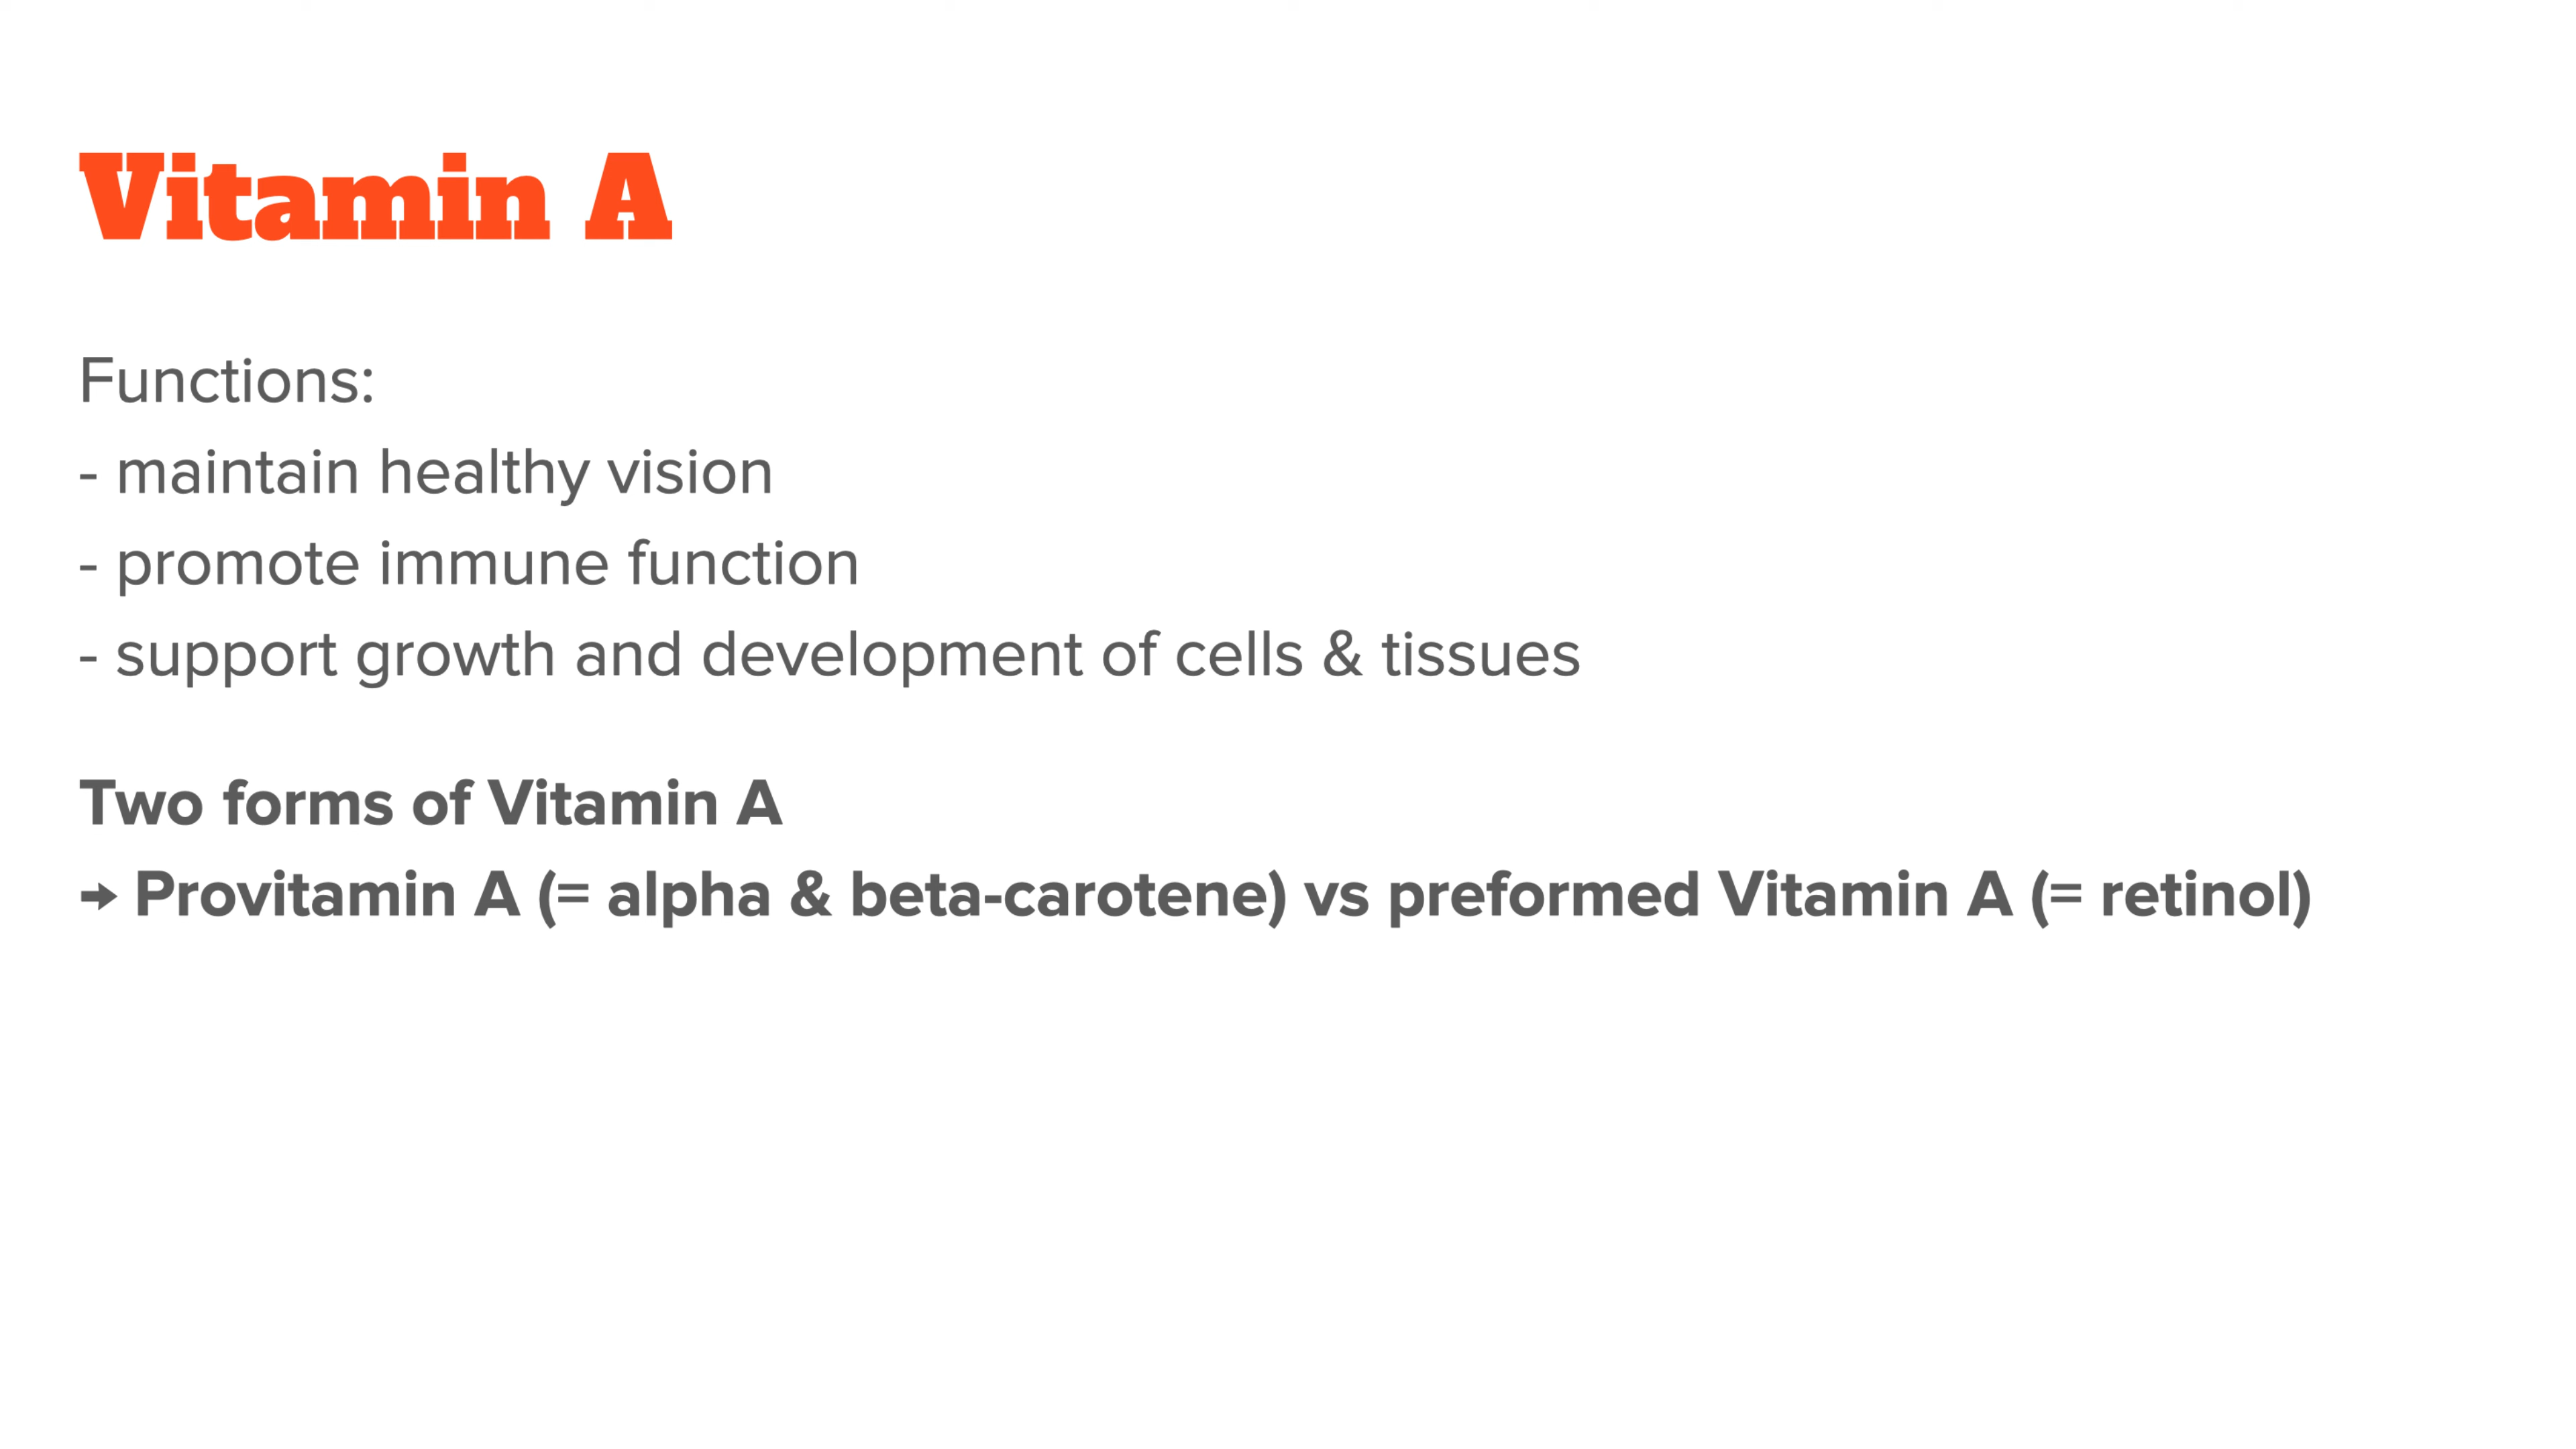 Vitamin A
Functions:
- maintain healthy vision
- promote immune function
- support growth and development of cells & tissues
Two forms of Vitamin A
→ Provitamin A (= alpha & beta-carotene) vs preformed Vitamin A (= retinol)